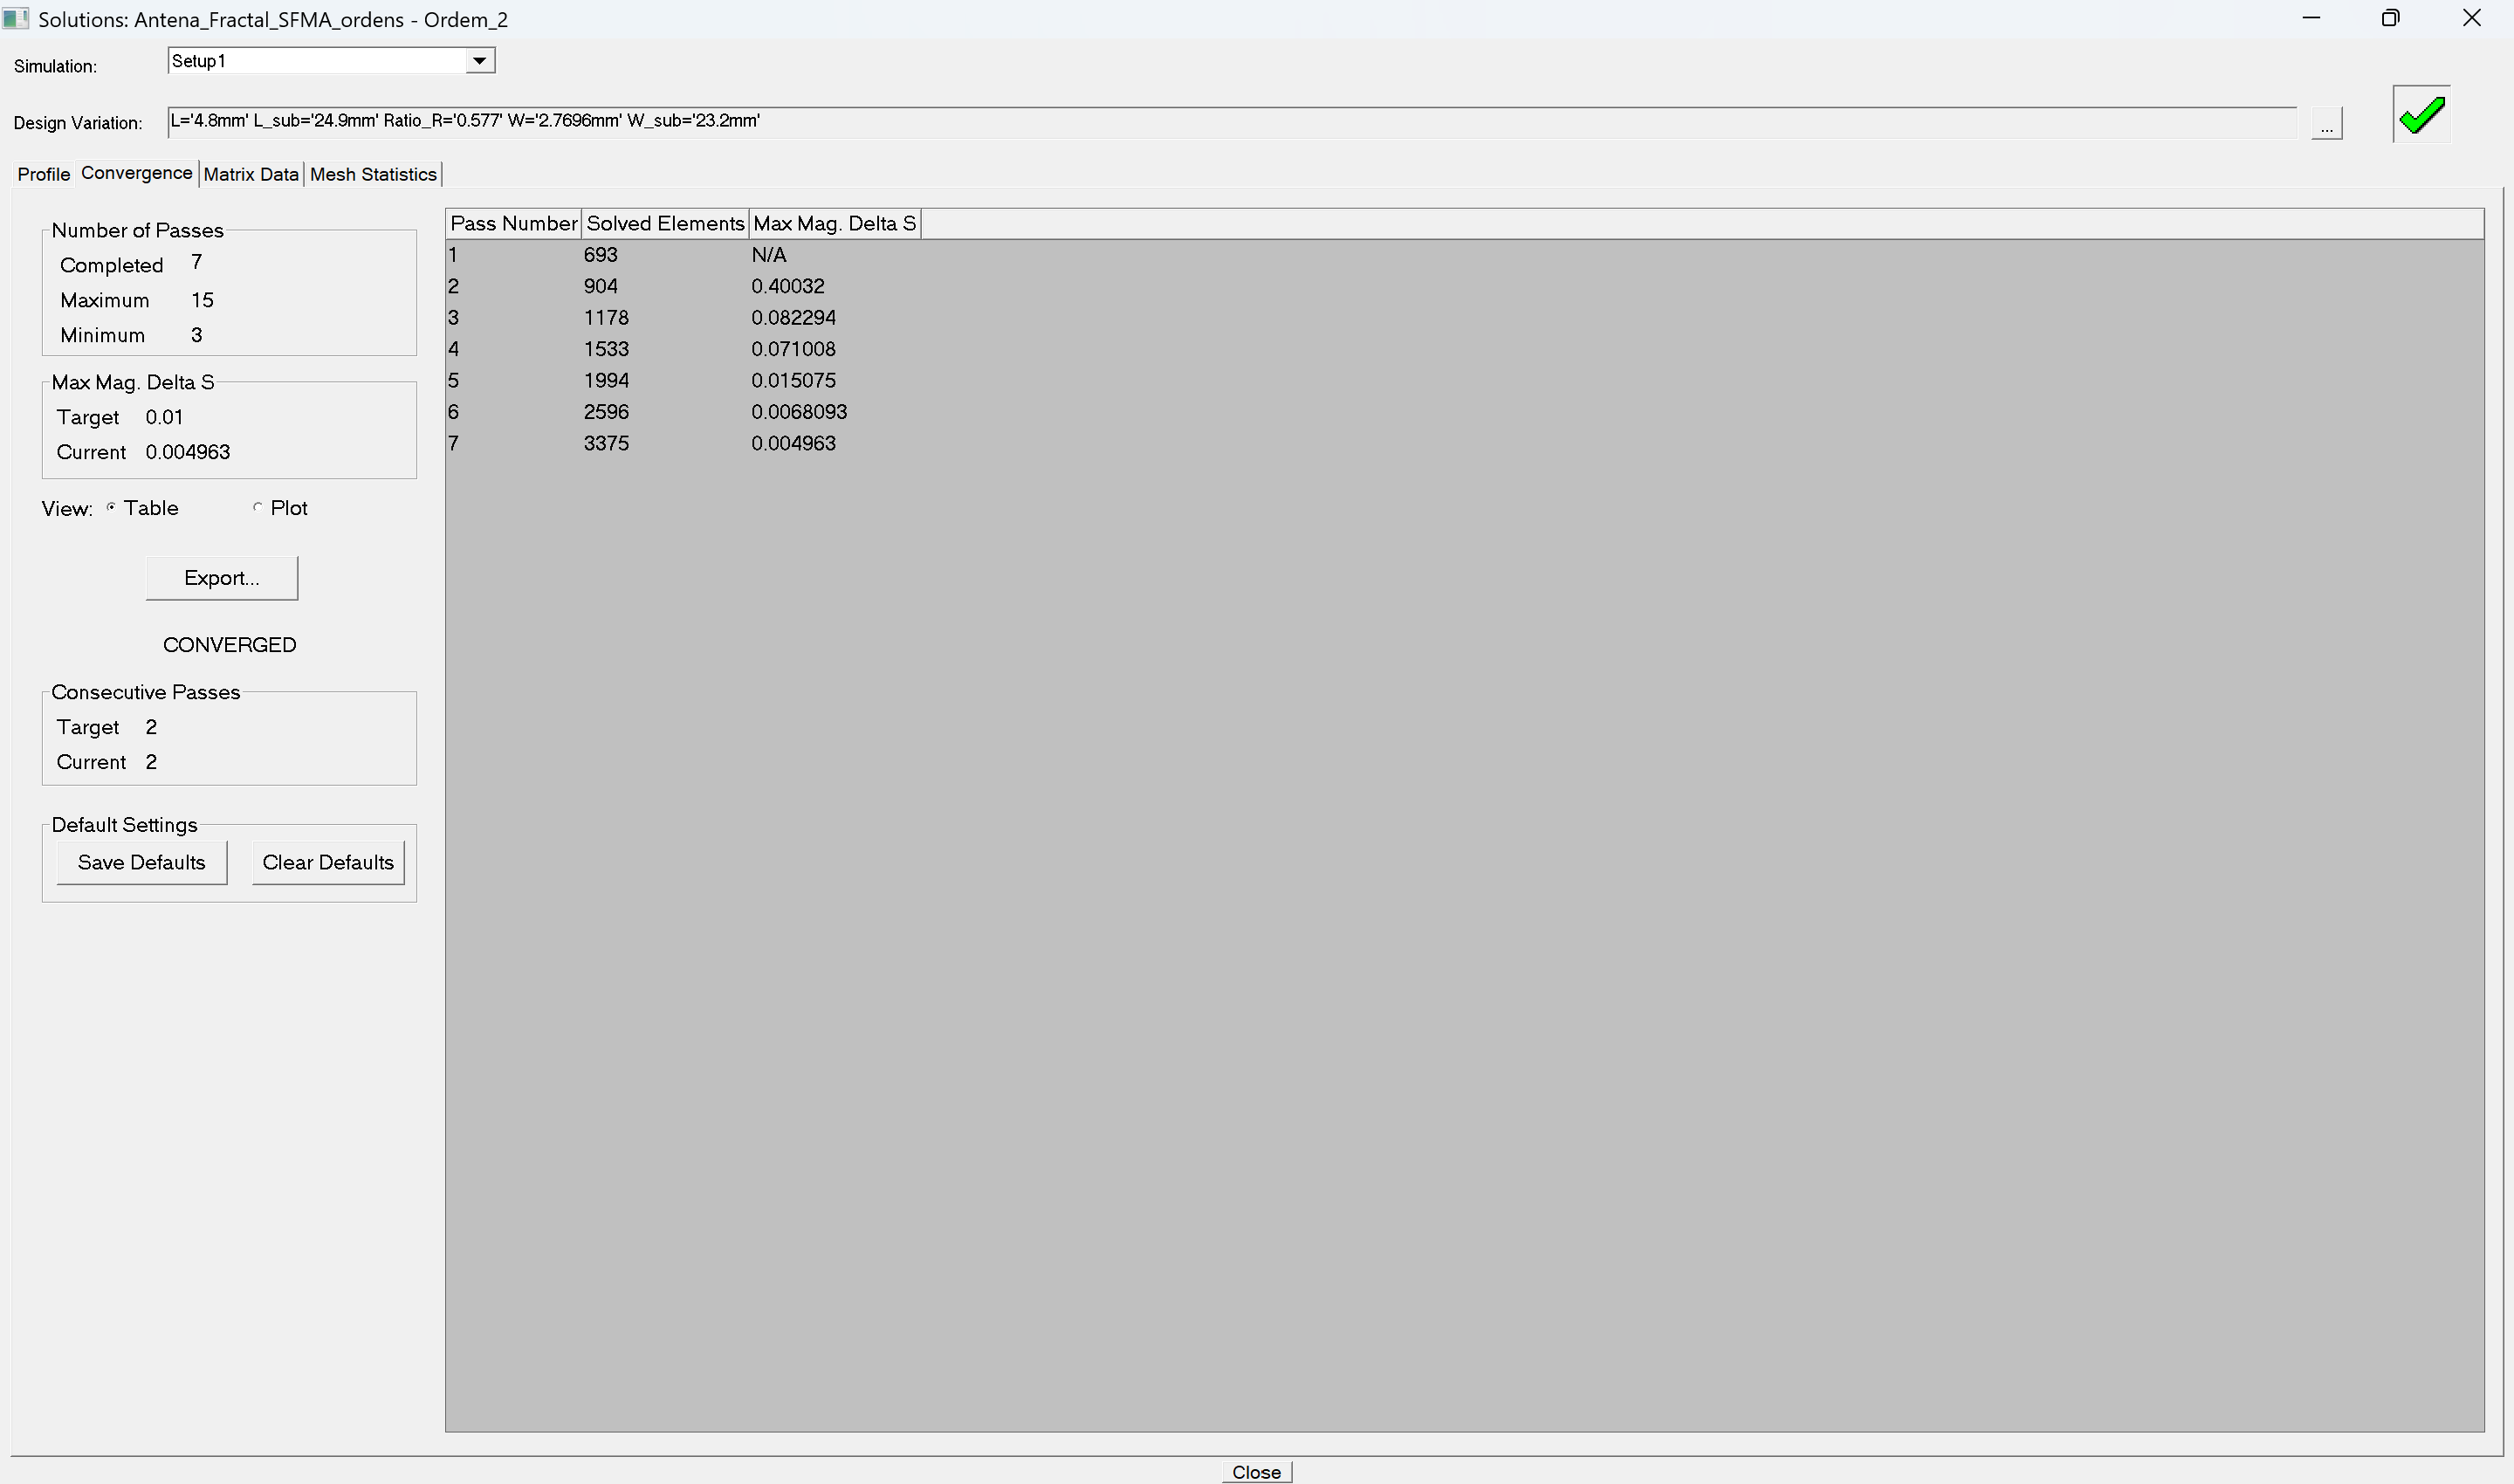 Solutions: Antena_Fractal_SFMA_ordens - Ordem_2
Simulation: Setup1
Design Variation: L='4.8mm' L_sub='24.9mm' Ratio_R='0.577' W='2.7696mm' W_sub='23.2mm' ...
Profile Convergence Matrix Data Mesh Statistics
Number of Passes
Completed 7
Maximum 15
Minimum 3
Max Mag. Delta S
Target 0.01
Current 0.004963
View: Table Plot
Export...
CONVERGED
Consecutive Passes
Target 2
Current 2
Default Settings
Save Defaults Clear Defaults
Pass Number Solved Elements Max Mag. Delta S
1 693 N/A
2 904 0.40032
3 1178 0.082294
4 1533 0.071008
5 1994 0.015075
6 2596 0.0068093
7 3375 0.004963
Close